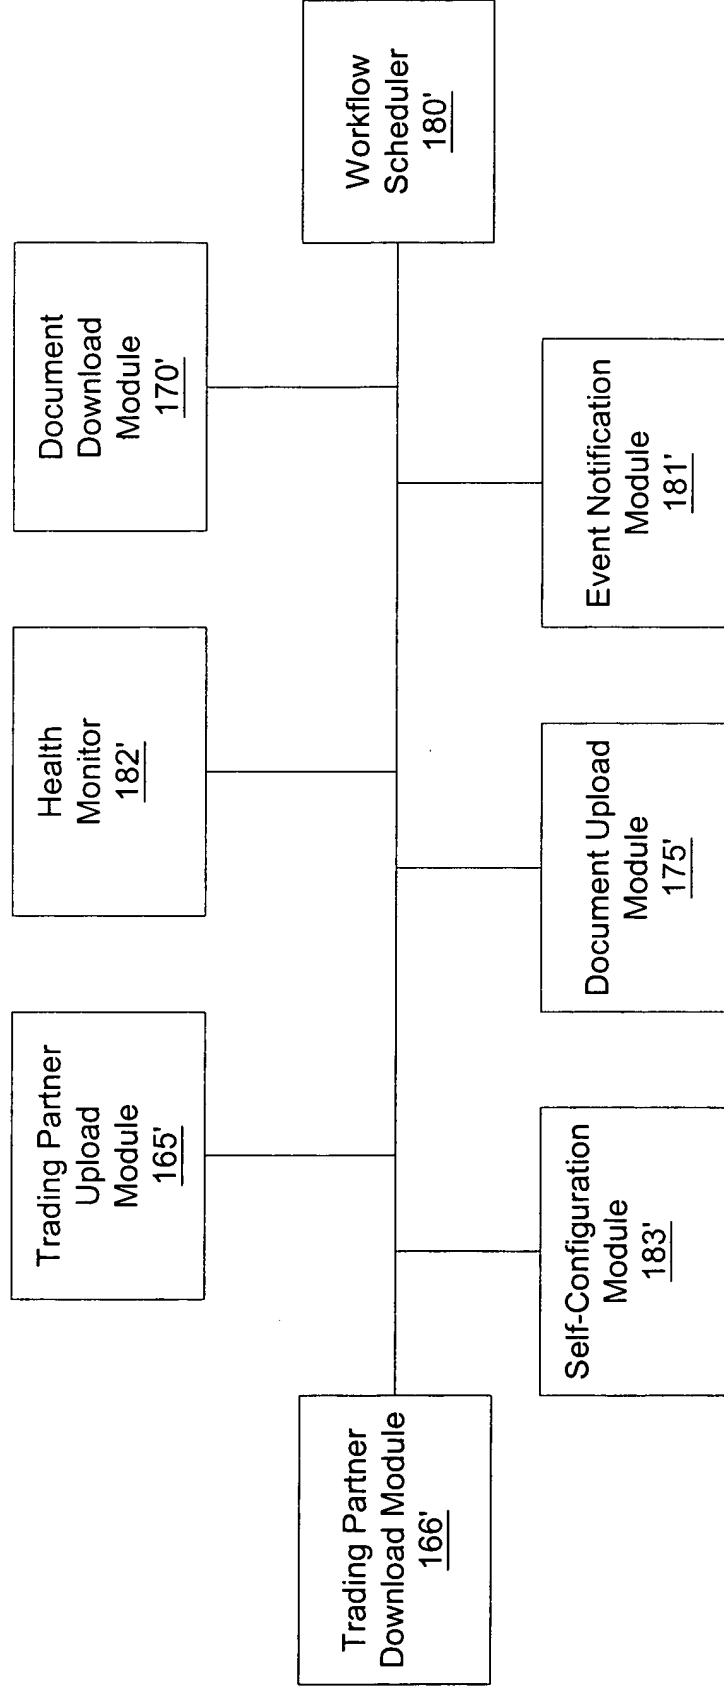 Trading Partner
Upload
Module
165'
Health
Monitor
182'
Document
Download
Module
170'
Trading Partner
Download Module
166'
Workflow
Scheduler
180'
Self-Configuration
Module
183'
Document Upload
Module
175'
Event Notification
Module
181'